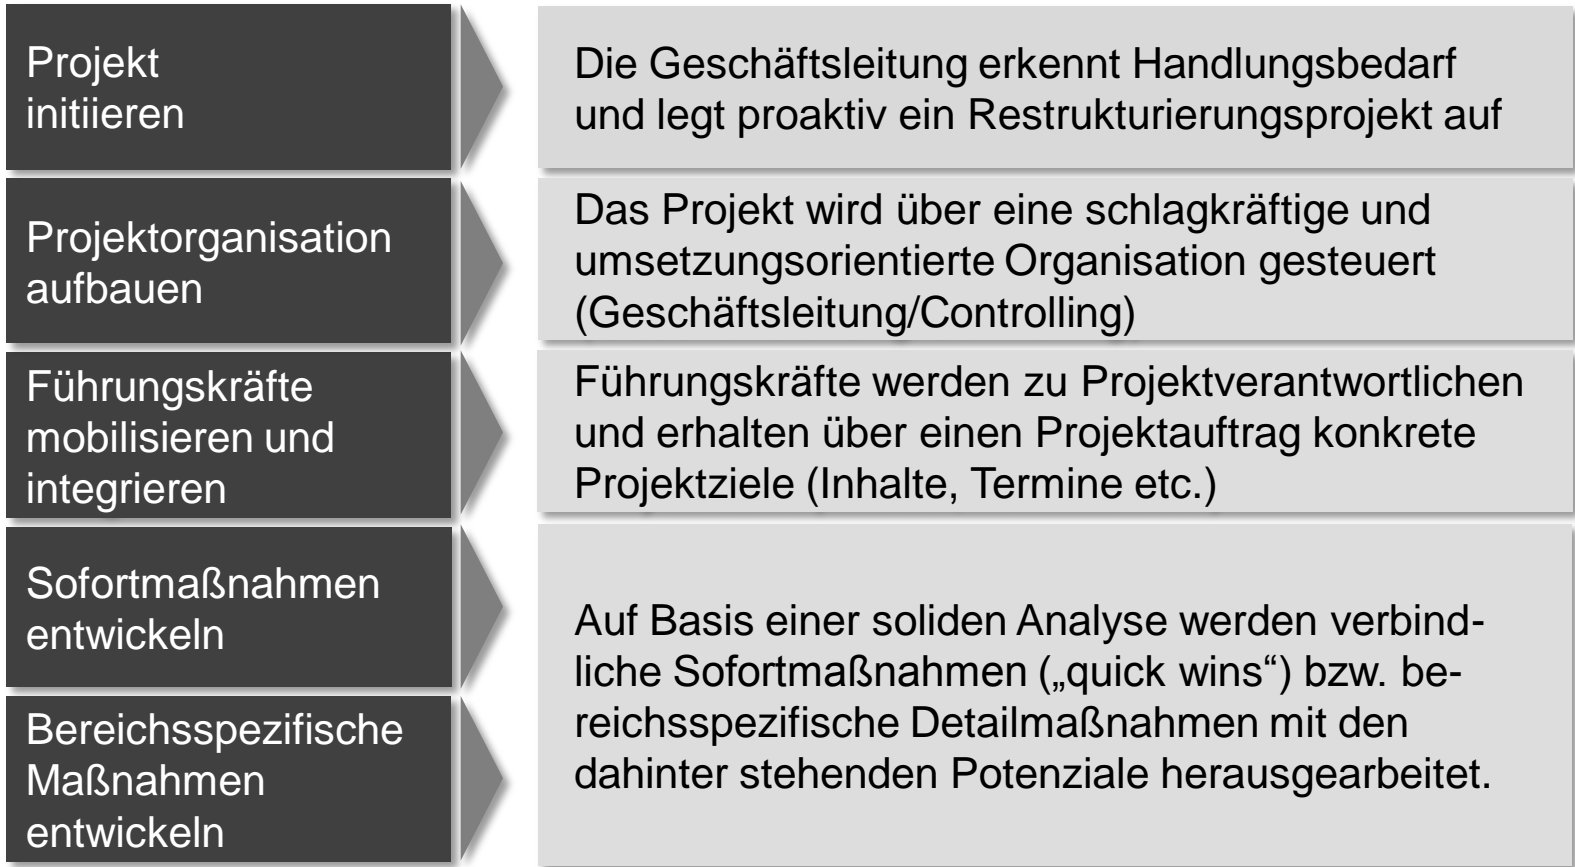 Projekt
initiieren
Die Geschäftsleitung erkennt Handlungsbedarf
und legt proaktiv ein Restrukturierungsprojekt auf
Projektorganisation
aufbauen
Das Projekt wird über eine schlagkräftige und
umsetzungsorientierte Organisation gesteuert
(Geschäftsleitung/Controlling)
Führungskräfte
mobilisieren und
integrieren
Führungskräfte werden zu Projektverantwortlichen
und erhalten über einen Projektauftrag konkrete
Projektziele (Inhalte, Termine etc.)
Sofortmaßnahmen
entwickeln
Bereichsspezifische
Maßnahmen
entwickeln
Auf Basis einer soliden Analyse werden verbind-
liche Sofortmaßnahmen („quick wins“) bzw. be-
reichsspezifische Detailmaßnahmen mit den
dahinter stehenden Potenziale herausgearbeitet.